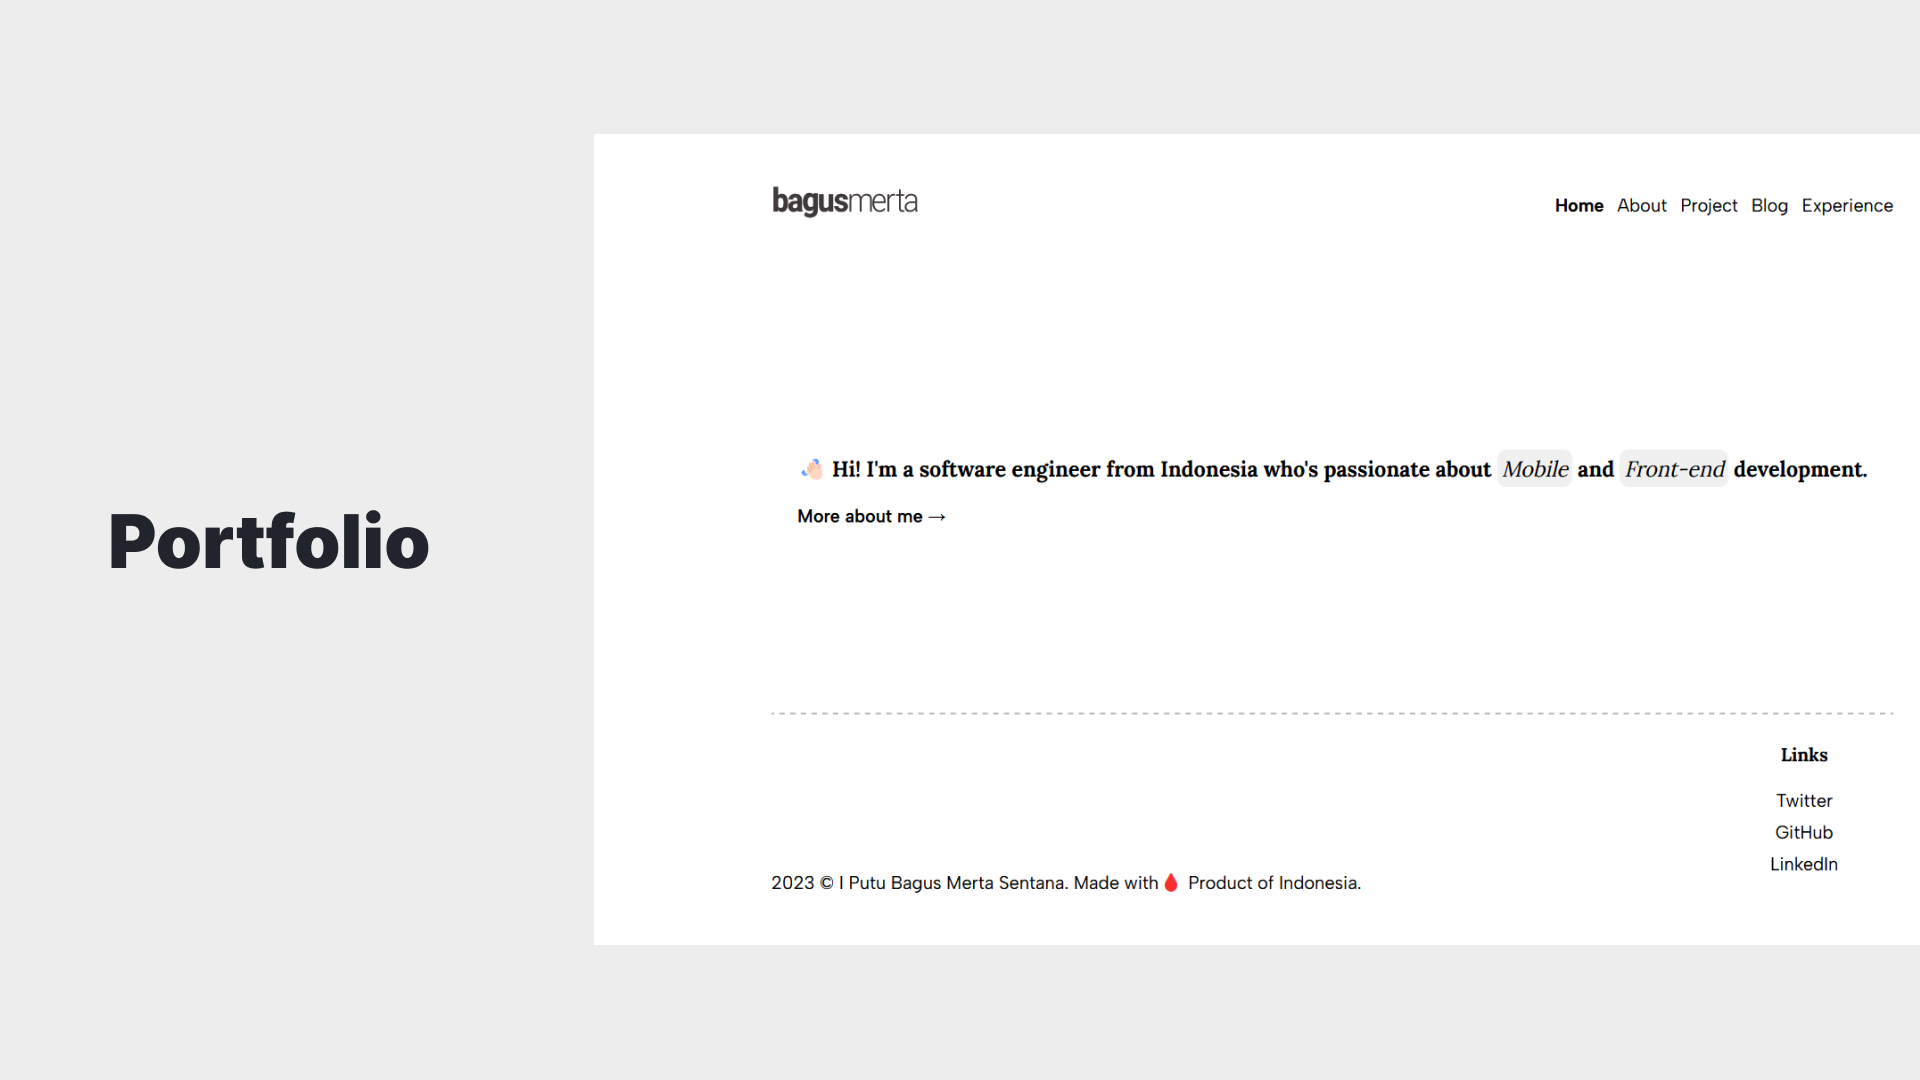 Portfolio
bagusmerta
Home About Project Blog Experience
👋🏻 Hi! I'm a software engineer from Indonesia who's passionate about Mobile and Front-end development.
More about me →
Links
Twitter
GitHub
LinkedIn
2023 © I Putu Bagus Merta Sentana. Made with 🩸 Product of Indonesia.